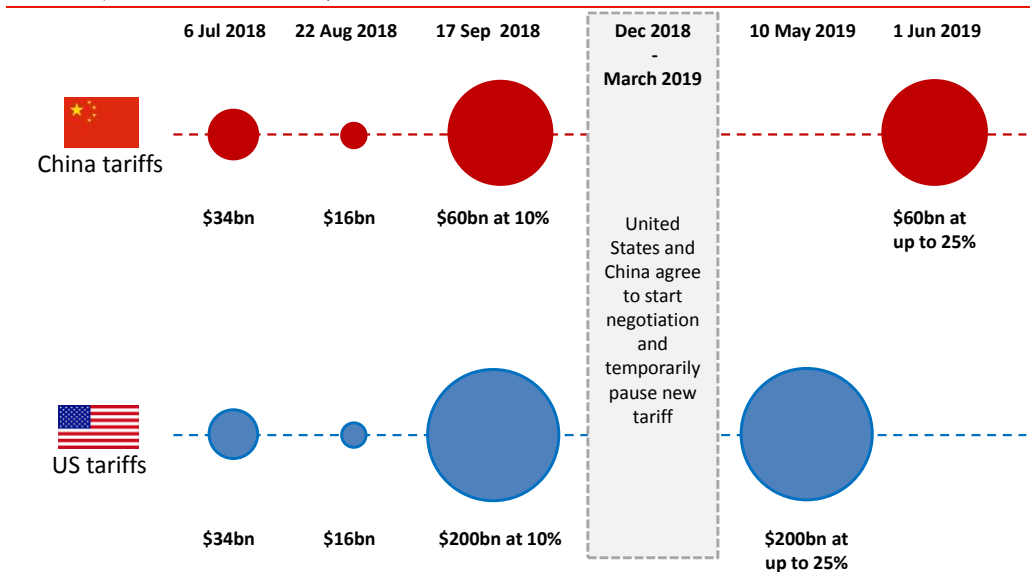 6 Jul 2018
22 Aug 2018
17 Sep 2018
Dec 2018
-
March 2019
10 May 2019
1 Jun 2019
China tariffs
$34bn
$16bn
$60bn at 10%
$60bn at
up to 25%
United
States and
China agree
to start
negotiation
and
temporarily
pause new
tariff
US tariffs
$34bn
$16bn
$200bn at 10%
$200bn at
up to 25%